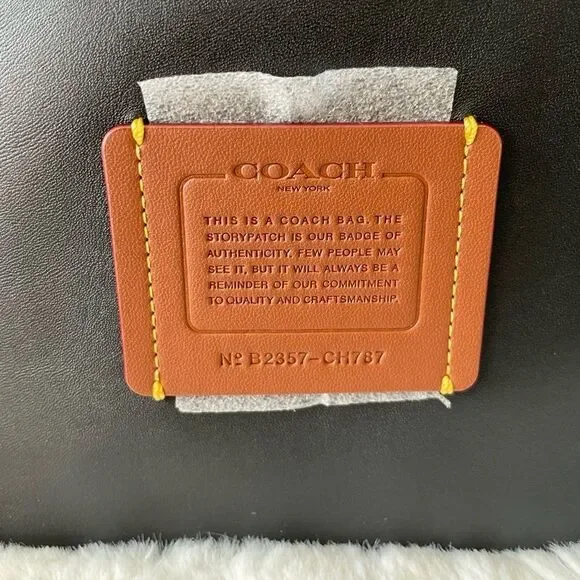 COACH
NEW YORK
THIS IS A COACH BAG. THE
STORYPATCH IS OUR BADGE OF
AUTHENTICITY. FEW PEOPLE MAY
SEE IT, BUT IT WILL ALWAYS BE A
REMINDER OF OUR COMMITMENT
TO QUALITY AND CRAFTSMANSHIP.
Nº B2357-CH787